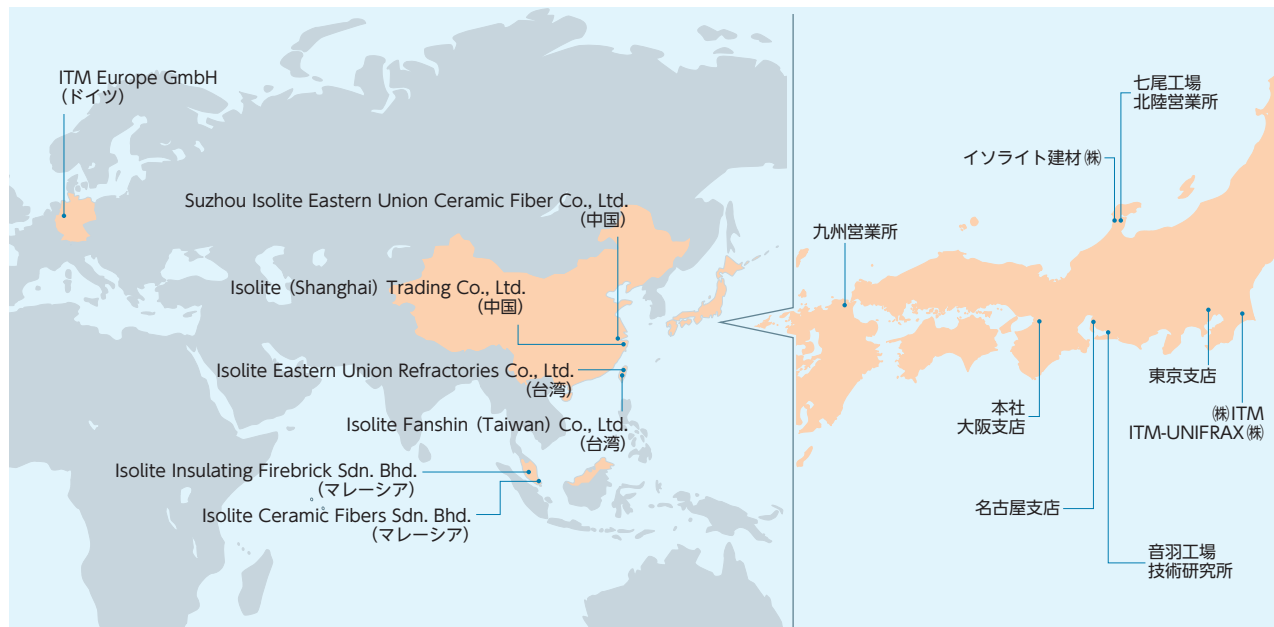 ITM Europe GmbH
(ドイツ)
Suzhou Isolite Eastern Union Ceramic Fiber Co., Ltd.
(中国)
Isolite (Shanghai) Trading Co., Ltd.
(中国)
Isolite Eastern Union Refractories Co., Ltd.
(台湾)
Isolite Fanshin (Taiwan) Co., Ltd.
(台湾)
Isolite Insulating Firebrick Sdn. Bhd.
(マレーシア)
Isolite Ceramic Fibers Sdn. Bhd.
(マレーシア)
七尾工場
北陸営業所
イソライト建材㈱
九州営業所
東京支店
㈱ITM
ITM-UNIFRAX㈱
本社
大阪支店
名古屋支店
音羽工場
技術研究所